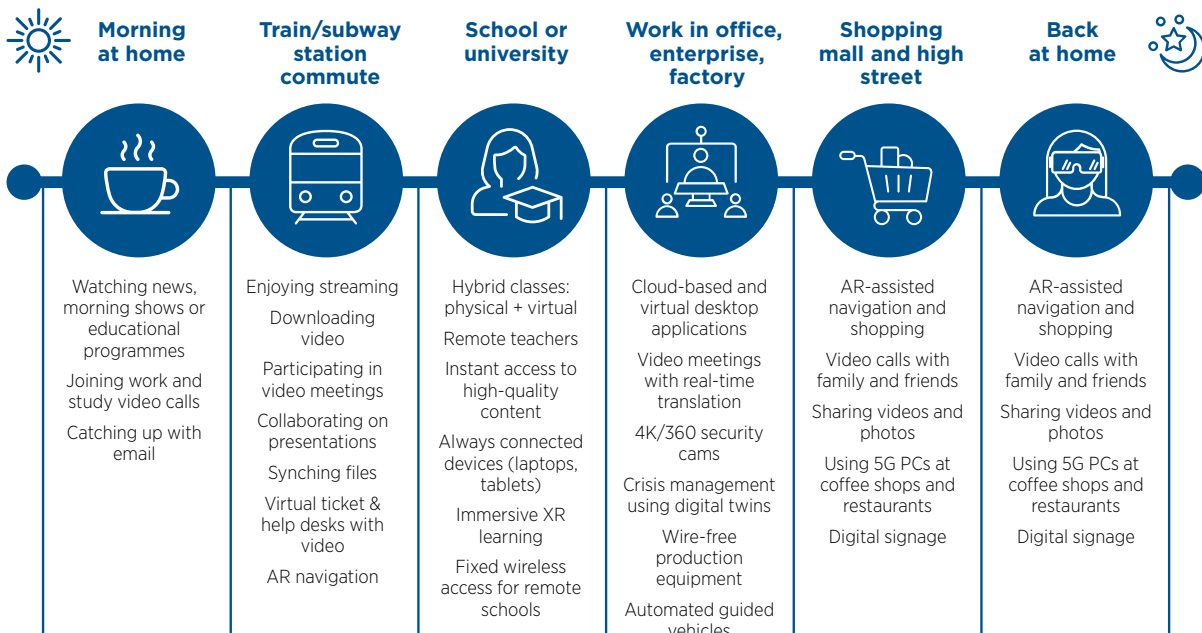 Morning
at home
Train/subway
station
commute
School or
university
Work in office,
enterprise,
factory
Shopping
mall and high
street
Back
at home
Watching news,
morning shows or
educational
programmes
Joining work and
study video calls
Catching up with
email
Enjoying streaming
Downloading
video
Participating in
video meetings
Collaborating on
presentations
Synching files
Virtual ticket &
help desks with
video
AR navigation
Hybrid classes:
physical + virtual
Remote teachers
Instant access to
high-quality
content
Always connected
devices (laptops,
tablets)
Immersive XR
learning
Fixed wireless
access for remote
schools
Cloud-based and
virtual desktop
applications
Video meetings
with real-time
translation
4K/360 security
cams
Crisis management
using digital twins
Wire-free
production
equipment
Automated guided
vehicles
AR-assisted
navigation and
shopping
Video calls with
family and friends
Sharing videos and
photos
Using 5G PCs at
coffee shops and
restaurants
Digital signage
AR-assisted
navigation and
shopping
Video calls with
family and friends
Sharing videos and
photos
Using 5G PCs at
coffee shops and
restaurants
Digital signage